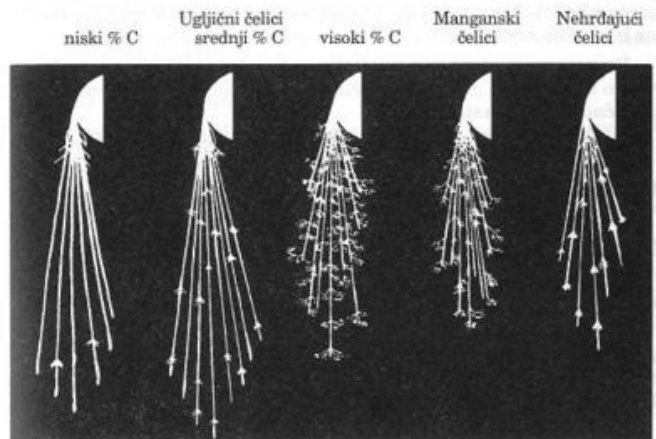 Ugljični čelici
niski % C
srednji % C
visoki % C
Manganski
čelici
Nehrđajući
čelici